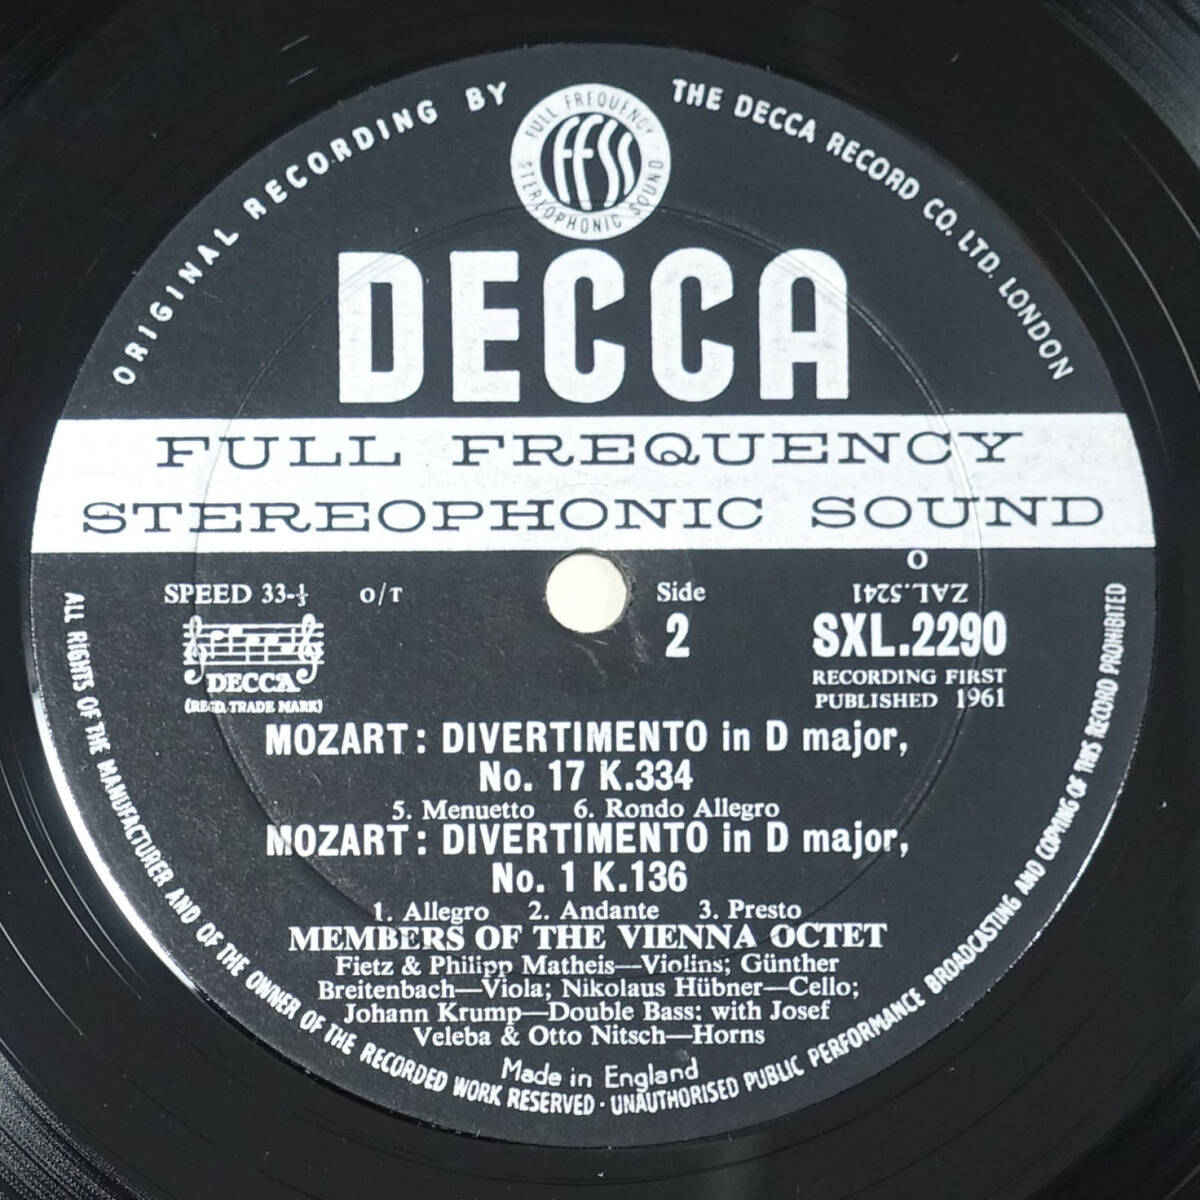 ORIGINAL RECORDING BY THE DECCA RECORD CO. LTD. LONDON
FULL FREQUENCY STEREOPHONIC SOUND
FFSS
DECCA
FULL FREQUENCY
STEREOPHONIC SOUND
SPEED 33-⅓ O/T
DECCA
(REGD. TRADE MARK)
Side
2
O
ZAL.5241
SXL.2290
RECORDING FIRST
PUBLISHED 1961
MOZART: DIVERTIMENTO in D major,
No. 17 K.334
5. Menuetto 6. Rondo Allegro
MOZART: DIVERTIMENTO in D major,
No. 1 K.136
1. Allegro 2. Andante 3. Presto
MEMBERS OF THE VIENNA OCTET
Fietz & Philipp Matheis—Violins; Günther
Breitenbach—Viola; Nikolaus Hübner—Cello;
Johann Krump—Double Bass: with Josef
Veleba & Otto Nitsch—Horns
Made in England
ALL RIGHTS OF THE MANUFACTURER AND OF THE OWNER OF THE RECORDED WORK RESERVED · UNAUTHORISED PUBLIC PERFORMANCE BROADCASTING AND COPYING OF THIS RECORD PROHIBITED